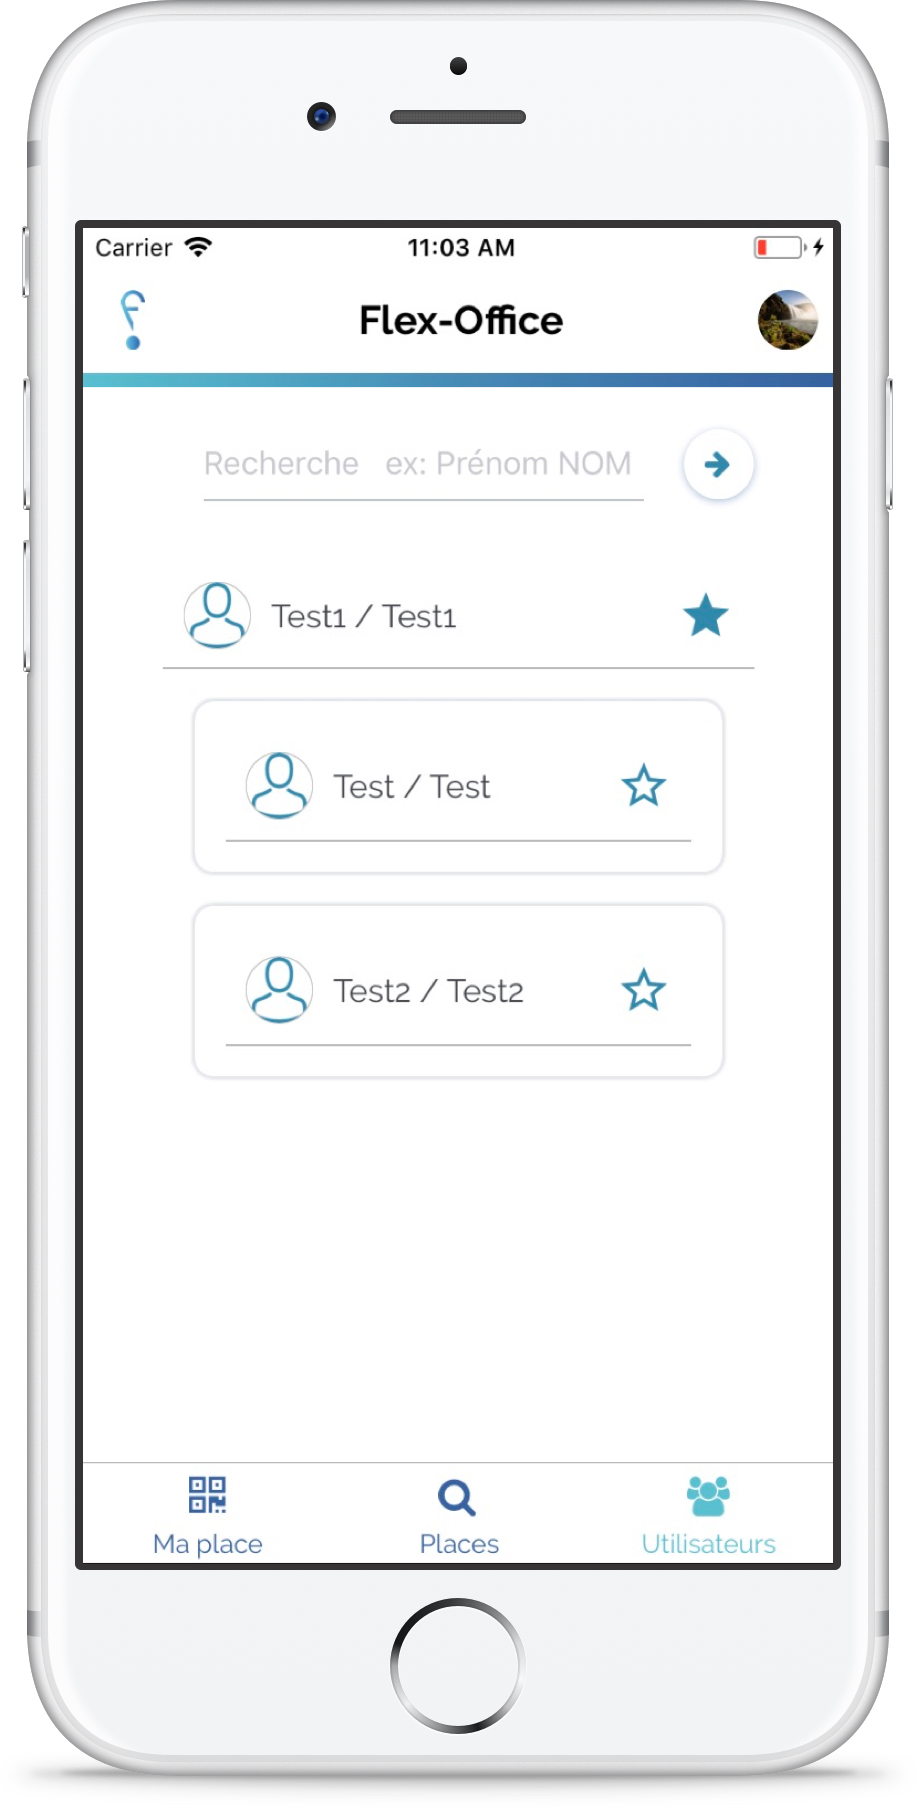 Carrier 11:03 AM
Flex-Office
Recherche ex: Prénom NOM
Test1 / Test1
Test / Test
Test2 / Test2
Ma place Places Utilisateurs